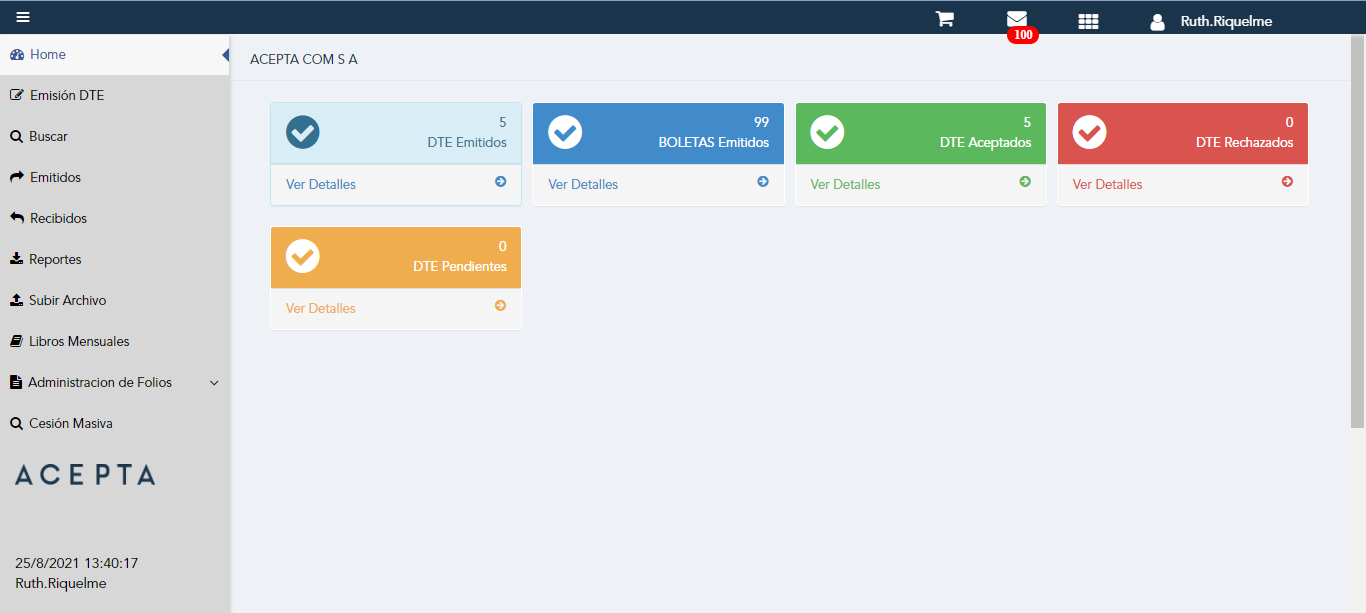 100
Ruth.Riquelme
Home
Emisión DTE
Buscar
Emitidos
Recibidos
Reportes
Subir Archivo
Libros Mensuales
Administracion de Folios
Cesión Masiva
ACEPTA
25/8/2021 13:40:17
Ruth.Riquelme
ACEPTA COM S A
5
DTE Emitidos
Ver Detalles
99
BOLETAS Emitidos
Ver Detalles
5
DTE Aceptados
Ver Detalles
0
DTE Rechazados
Ver Detalles
0
DTE Pendientes
Ver Detalles